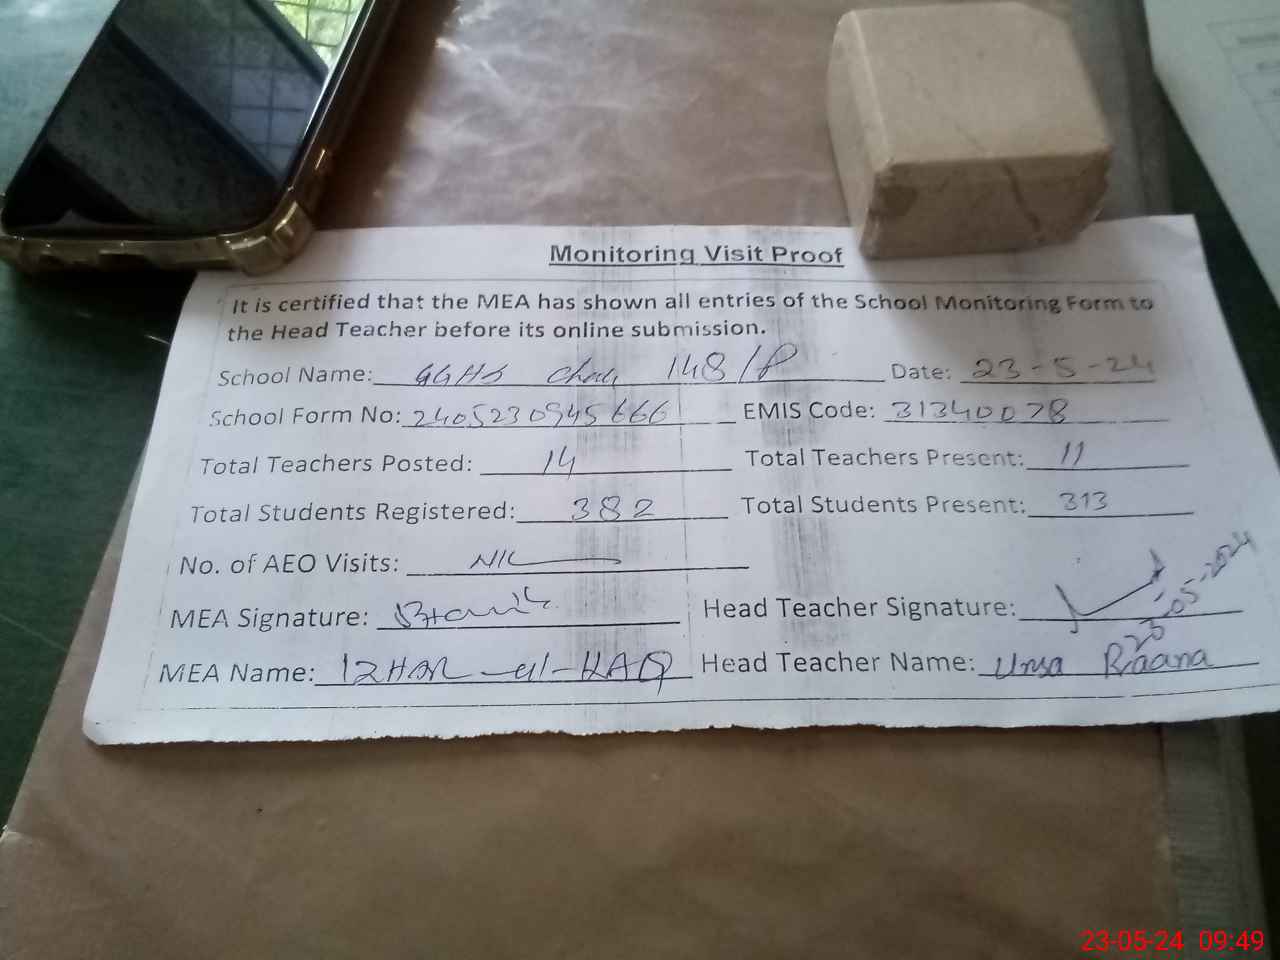 Monitoring Visit Proof
It is certified that the MEA has shown all entries of the School Monitoring Form to
the Head Teacher before its online submission.
School Name: GGHS Chak 148/P Date: 23-5-24
School Form No: 2405230945666 EMIS Code: 31340078
Total Teachers Posted: 14 Total Teachers Present: 11
Total Students Registered: 382 Total Students Present: 313
No. of AEO Visits: NIL
MEA Signature: Head Teacher Signature: 23-05-2024
MEA Name: IZHAR-ul-HAQ Head Teacher Name: Unsa Raana
23-05-24 09:49